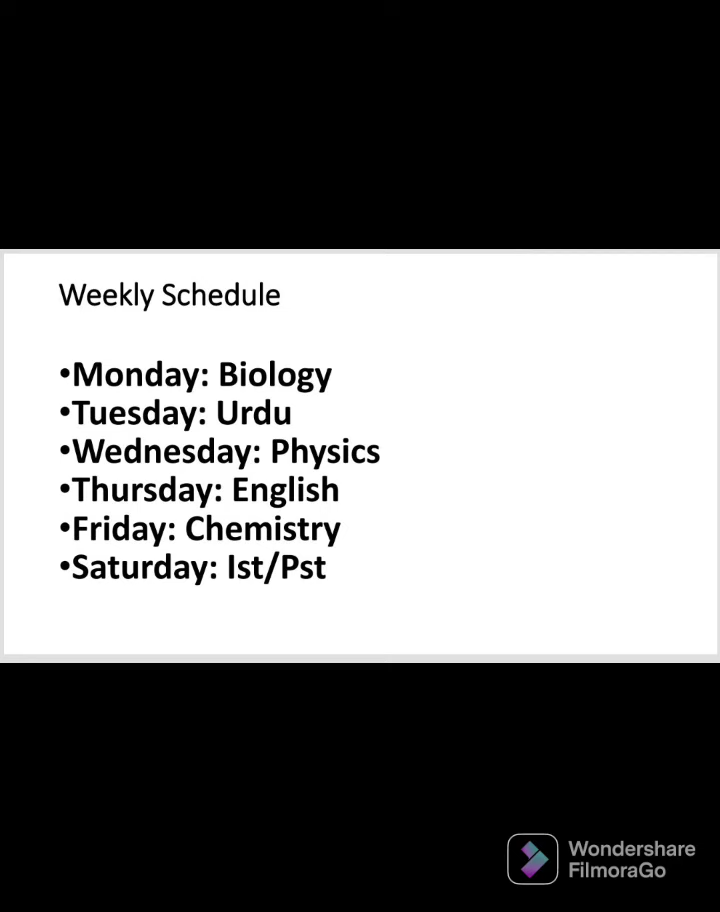 Weekly Schedule
•Monday: Biology
•Tuesday: Urdu
•Wednesday: Physics
•Thursday: English
•Friday: Chemistry
•Saturday: Ist/Pst
Wondershare
FilmoraGo